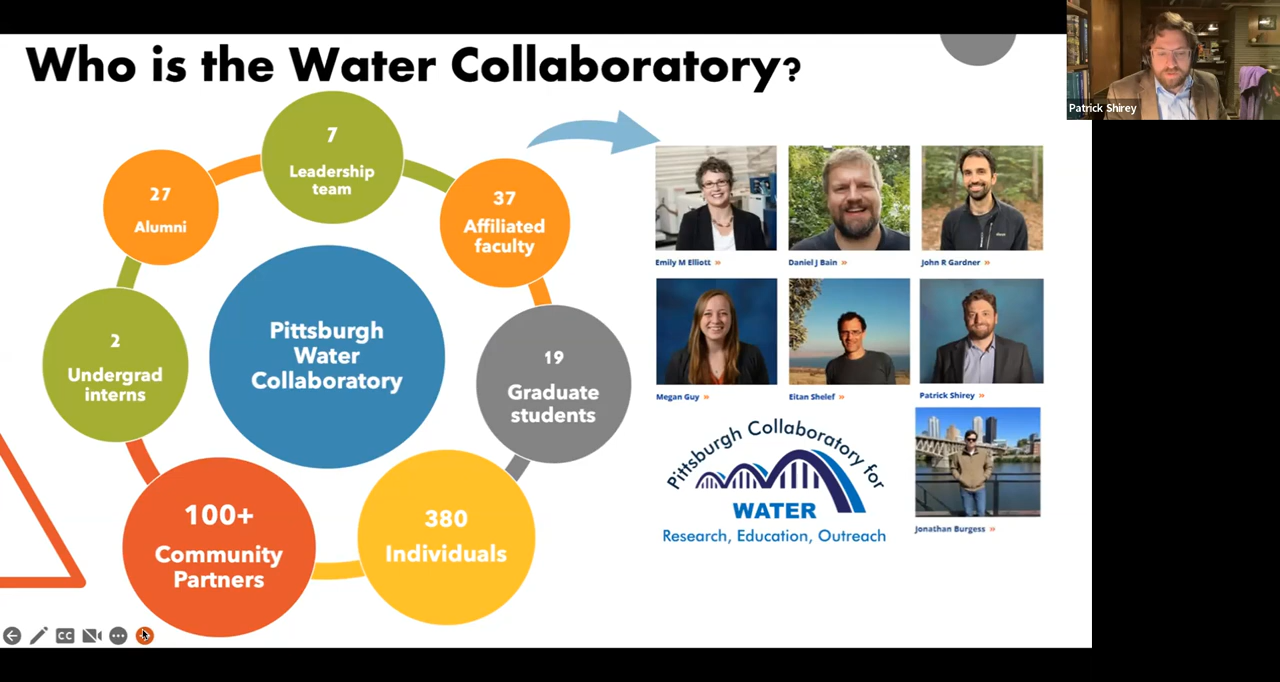 Who is the Water Collaboratory?
Patrick Shirey
7
Leadership
team
27
Alumni
37
Affiliated
faculty
Pittsburgh
Water
Collaboratory
2
Undergrad
interns
19
Graduate
students
100+
Community
Partners
380
Individuals
Emily M Elliott »
Daniel J Bain »
John R Gardner »
Megan Guy »
Eitan Shelef »
Patrick Shirey »
Pittsburgh Collaboratory for
WATER
Research, Education, Outreach
Jonathan Burgess »
CC